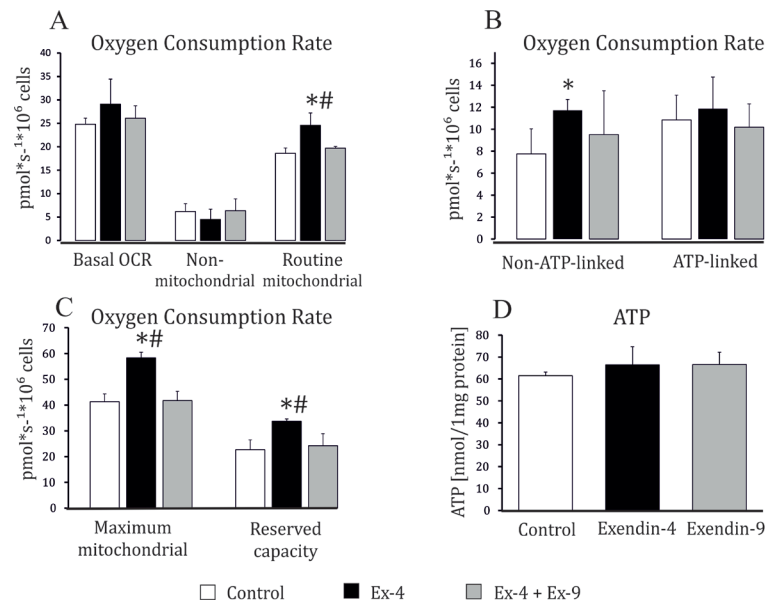 A
Oxygen Consumption Rate
pmol*s-¹*10⁶ cells
40
35
30
25
20
15
10
5
0
*#
Basal OCR
Non-
mitochondrial
Routine
mitochondrial
B
Oxygen Consumption Rate
pmol*s-¹*10⁶ cells
16
14
12
10
8
6
4
2
0
*
Non-ATP-linked
ATP-linked
C
Oxygen Consumption Rate
pmol*s-¹*10⁶ cells
70
60
50
40
30
20
10
0
*#
*#
Maximum
mitochondrial
Reserved
capacity
D
ATP
ATP [nmol/1mg protein]
80
70
60
50
40
30
20
10
0
Control
Exendin-4
Exendin-9
Control
Ex-4
Ex-4 + Ex-9